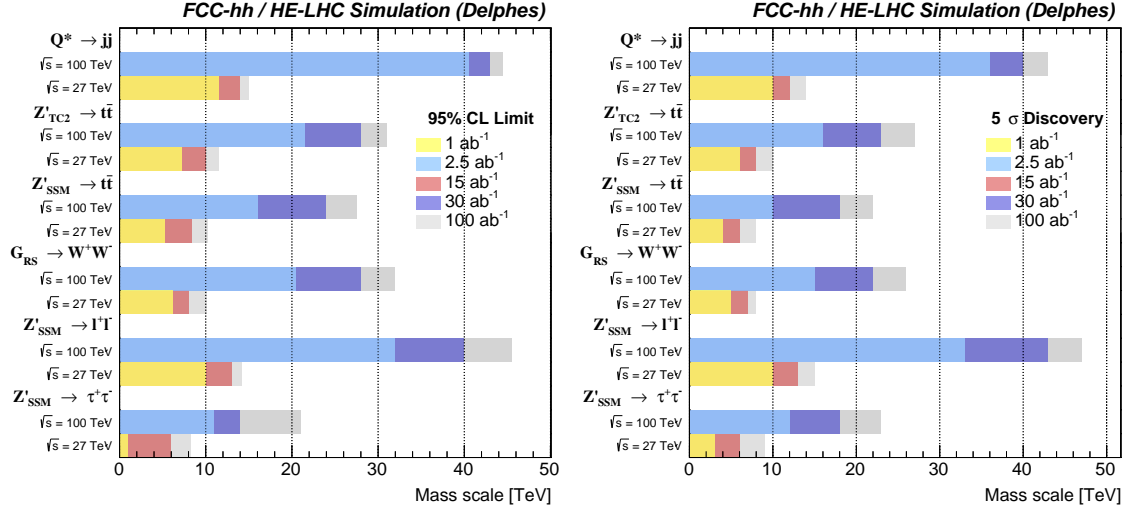 FCC-hh / HE-LHC Simulation (Delphes)
Q* → jj
√s = 100 TeV
√s = 27 TeV
Z'TC2 → tt̄
√s = 100 TeV
√s = 27 TeV
Z'SSM → tt̄
√s = 100 TeV
√s = 27 TeV
GRS → W⁺W⁻
√s = 100 TeV
√s = 27 TeV
Z'SSM → l⁺l⁻
√s = 100 TeV
√s = 27 TeV
Z'SSM → τ⁺τ⁻
√s = 100 TeV
√s = 27 TeV
95% CL Limit
1 ab⁻¹
2.5 ab⁻¹
15 ab⁻¹
30 ab⁻¹
100 ab⁻¹
0 10 20 30 40 50
Mass scale [TeV]
FCC-hh / HE-LHC Simulation (Delphes)
Q* → jj
√s = 100 TeV
√s = 27 TeV
Z'TC2 → tt̄
√s = 100 TeV
√s = 27 TeV
Z'SSM → tt̄
√s = 100 TeV
√s = 27 TeV
GRS → W⁺W⁻
√s = 100 TeV
√s = 27 TeV
Z'SSM → l⁺l⁻
√s = 100 TeV
√s = 27 TeV
Z'SSM → τ⁺τ⁻
√s = 100 TeV
√s = 27 TeV
5 σ Discovery
1 ab⁻¹
2.5 ab⁻¹
15 ab⁻¹
30 ab⁻¹
100 ab⁻¹
0 10 20 30 40 50
Mass scale [TeV]